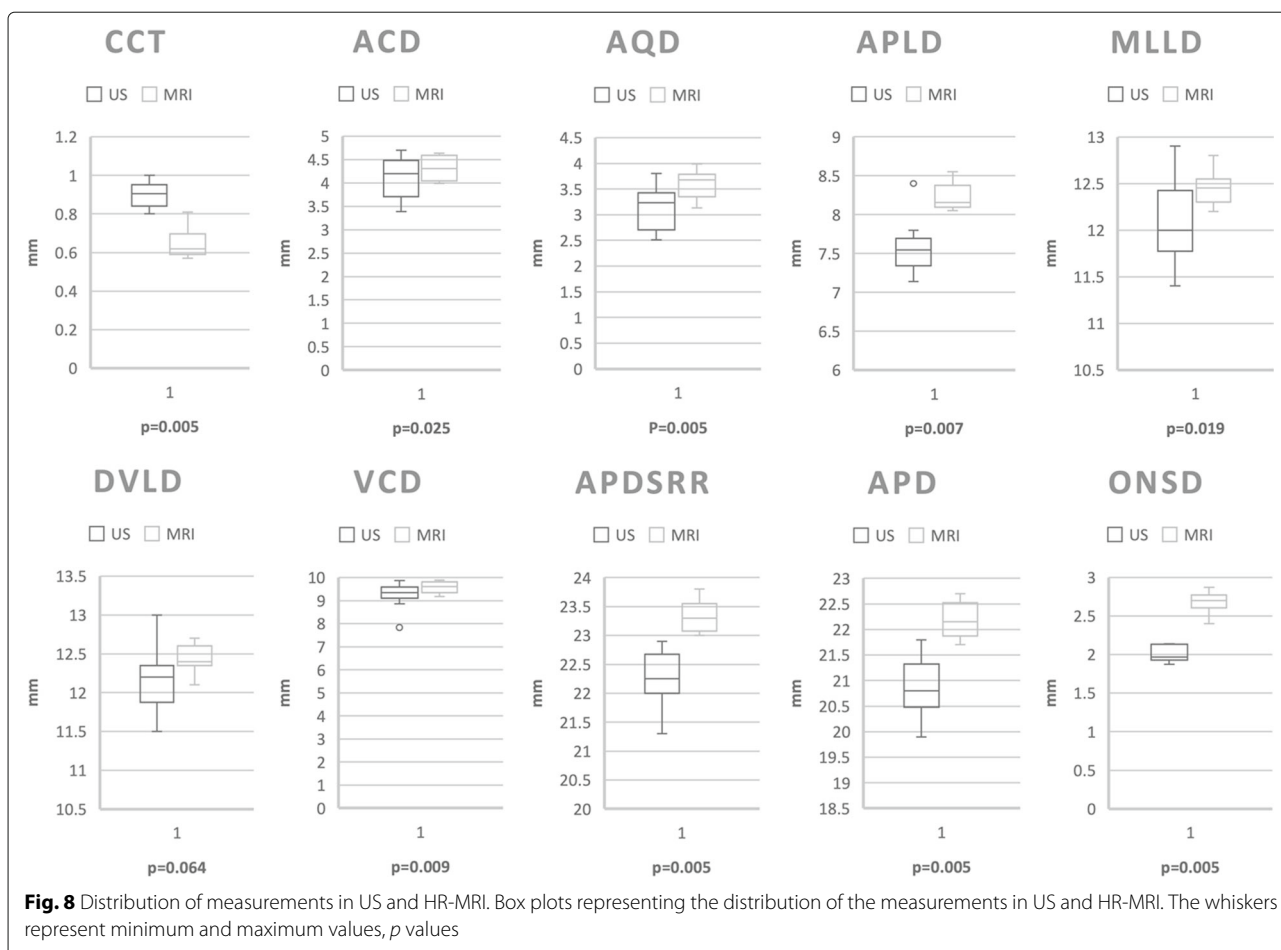 CCT
US MRI
1.2
1
0.8
0.6
0.4
0.2
0
mm
1
p=0.005
ACD
US MRI
5
4.5
4
3.5
3
2.5
2
1.5
1
0.5
0
mm
1
p=0.025
AQD
US MRI
4.5
4
3.5
3
2.5
2
1.5
1
0.5
0
mm
1
P=0.005
APLD
US MRI
9
8.5
8
7.5
7
6.5
6
mm
1
p=0.007
MLLD
US MRI
13
12.5
12
11.5
11
10.5
mm
1
p=0.019
DVLD
US MRI
13.5
13
12.5
12
11.5
11
10.5
mm
1
p=0.064
VCD
US MRI
10
9
8
7
6
5
4
3
2
1
0
mm
1
p=0.009
APDSRR
US MRI
24
23.5
23
22.5
22
21.5
21
20.5
20
mm
1
p=0.005
APD
US MRI
23
22.5
22
21.5
21
20.5
20
19.5
19
18.5
mm
1
p=0.005
ONSD
US MRI
3
2.5
2
1.5
1
0.5
0
mm
1
p=0.005
Fig. 8 Distribution of measurements in US and HR-MRI. Box plots representing the distribution of the measurements in US and HR-MRI. The whiskers
represent minimum and maximum values, p values